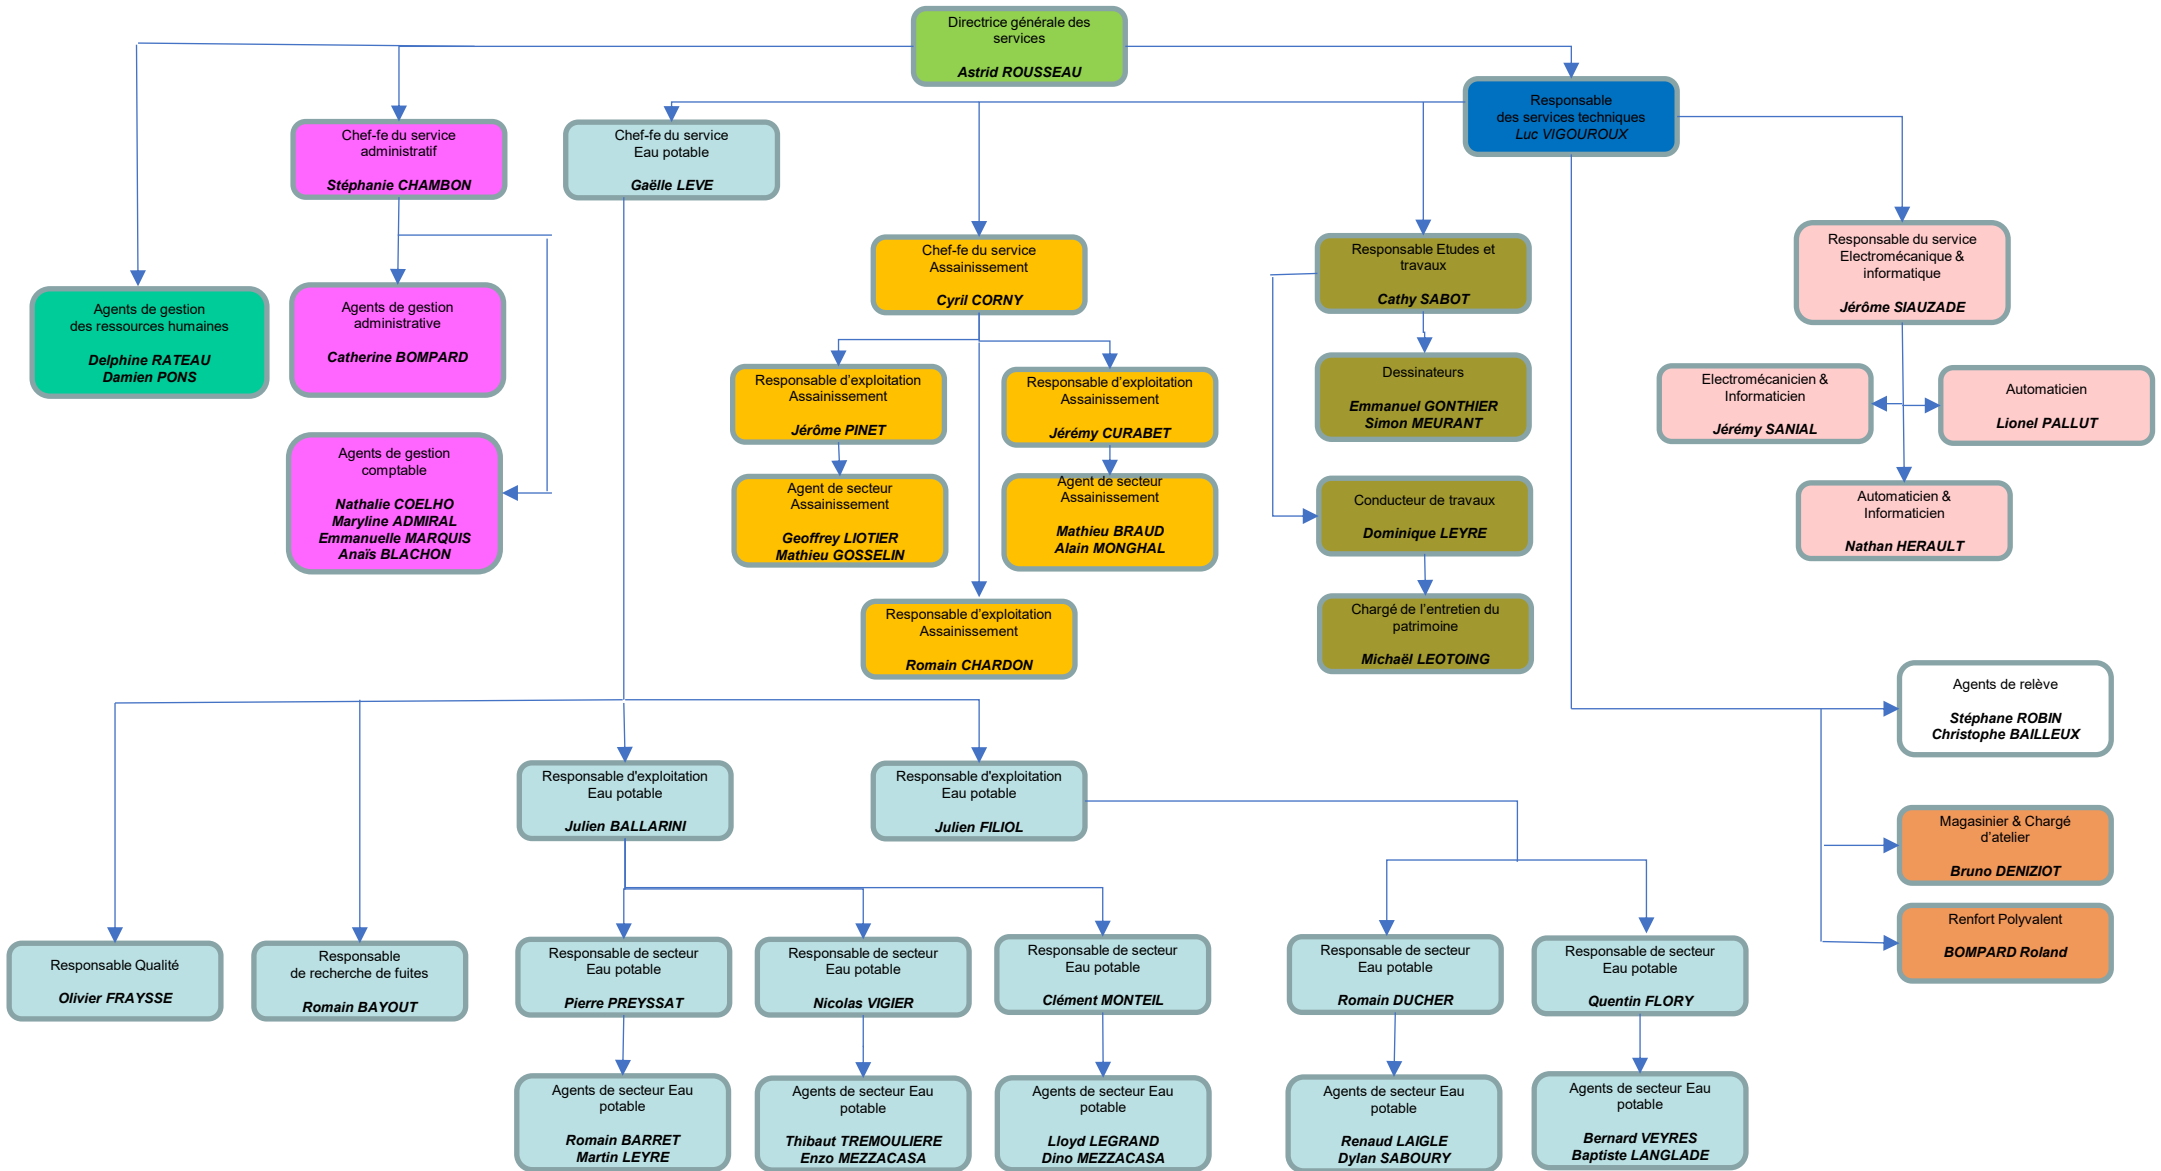 Directrice générale des
services
Astrid ROUSSEAU
Responsable
des services techniques
Luc VIGOUROUX
Chef-fe du service
administratif
Stéphanie CHAMBON
Chef-fe du service
Eau potable
Gaëlle LEVE
Chef-fe du service
Assainissement
Cyril CORNY
Responsable Etudes et
travaux
Cathy SABOT
Responsable du service
Electromécanique &
informatique
Jérôme SIAUZADE
Agents de gestion
des ressources humaines
Delphine RATEAU
Damien PONS
Agents de gestion
administrative
Catherine BOMPARD
Agents de gestion
comptable
Nathalie COELHO
Maryline ADMIRAL
Emmanuelle MARQUIS
Anaïs BLACHON
Responsable d'exploitation
Assainissement
Jérôme PINET
Responsable d'exploitation
Assainissement
Jérémy CURABET
Dessinateurs
Emmanuel GONTHIER
Simon MEURANT
Electromécanicien &
Informaticien
Jérémy SANIAL
Automaticien
Lionel PALLUT
Agent de secteur
Assainissement
Geoffrey LIOTIER
Mathieu GOSSELIN
Agent de secteur
Assainissement
Mathieu BRAUD
Alain MONGHAL
Conducteur de travaux
Dominique LEYRE
Automaticien &
Informaticien
Nathan HERAULT
Responsable d'exploitation
Assainissement
Romain CHARDON
Chargé de l'entretien du
patrimoine
Michaël LEOTOING
Agents de relève
Stéphane ROBIN
Christophe BAILLEUX
Responsable d'exploitation
Eau potable
Julien BALLARINI
Responsable d'exploitation
Eau potable
Julien FILIOL
Magasinier & Chargé
d'atelier
Bruno DENIZIOT
Renfort Polyvalent
BOMPARD Roland
Responsable Qualité
Olivier FRAYSSE
Responsable
de recherche de fuites
Romain BAYOUT
Responsable de secteur
Eau potable
Pierre PREYSSAT
Responsable de secteur
Eau potable
Nicolas VIGIER
Responsable de secteur
Eau potable
Clément MONTEIL
Responsable de secteur
Eau potable
Romain DUCHER
Responsable de secteur
Eau potable
Quentin FLORY
Agents de secteur Eau
potable
Romain BARRET
Martin LEYRE
Agents de secteur Eau
potable
Thibaut TREMOULIERE
Enzo MEZZACASA
Agents de secteur Eau
potable
Lloyd LEGRAND
Dino MEZZACASA
Agents de secteur Eau
potable
Renaud LAIGLE
Dylan SABOURY
Agents de secteur Eau
potable
Bernard VEYRES
Baptiste LANGLADE